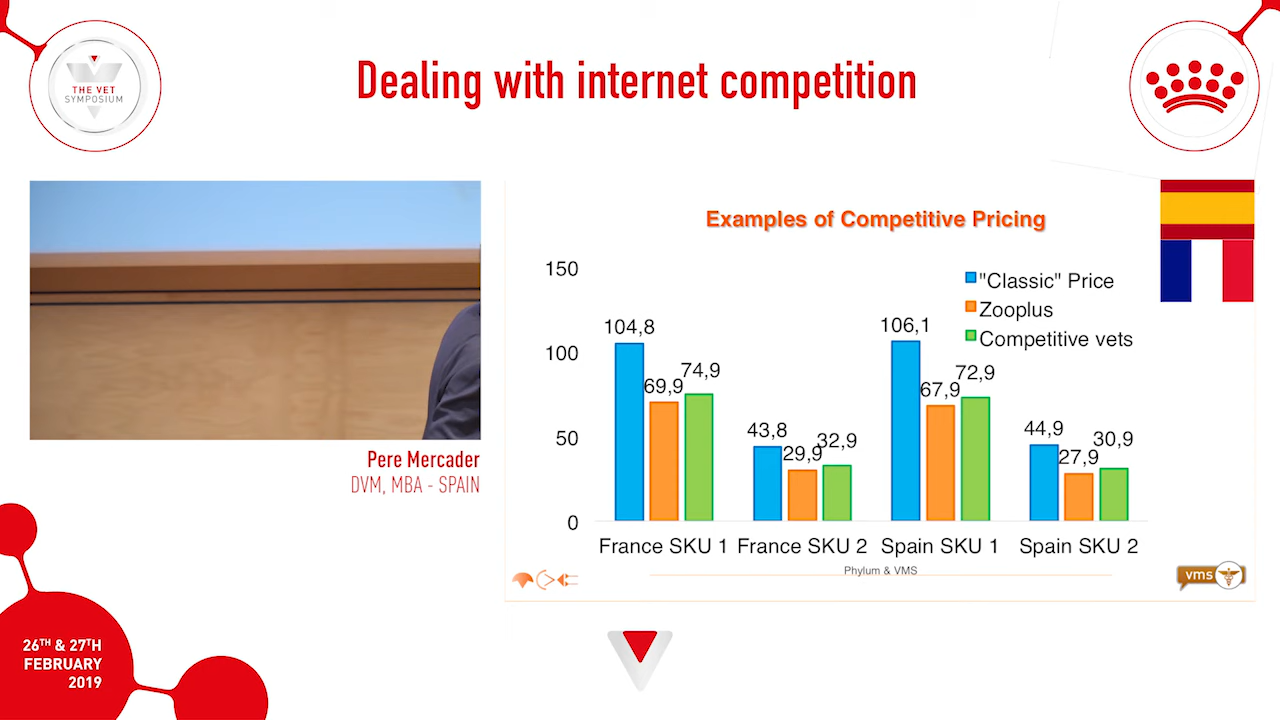 Dealing with internet competition
THE VET
SYMPOSIUM
Pere Mercader
DVM, MBA - SPAIN
Examples of Competitive Pricing
"Classic" Price
Zooplus
Competitive vets
150
100
50
0
104,8
69,9
74,9
43,8
29,9
32,9
106,1
67,9
72,9
44,9
27,9
30,9
France SKU 1
France SKU 2
Spain SKU 1
Spain SKU 2
Phylum & VMS
vms
26TH & 27TH
FEBRUARY
2019